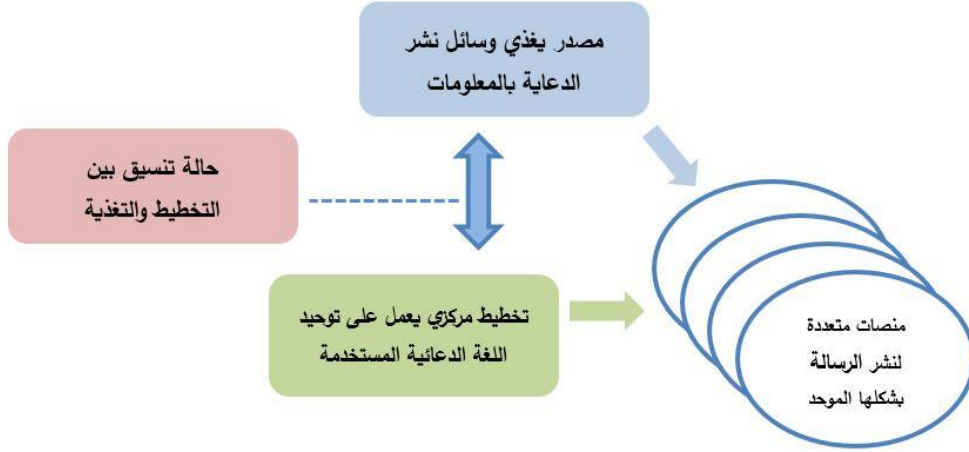 مصدر يغذي وسائل نشر
الدعاية بالمعلومات
حالة تنسيق بين
التخطيط والتغذية
تخطيط مركزي يعمل على توحيد
اللغة الدعائية المستخدمة
منصات متعددة
لنشر الرسالة
بشكلها الموحد